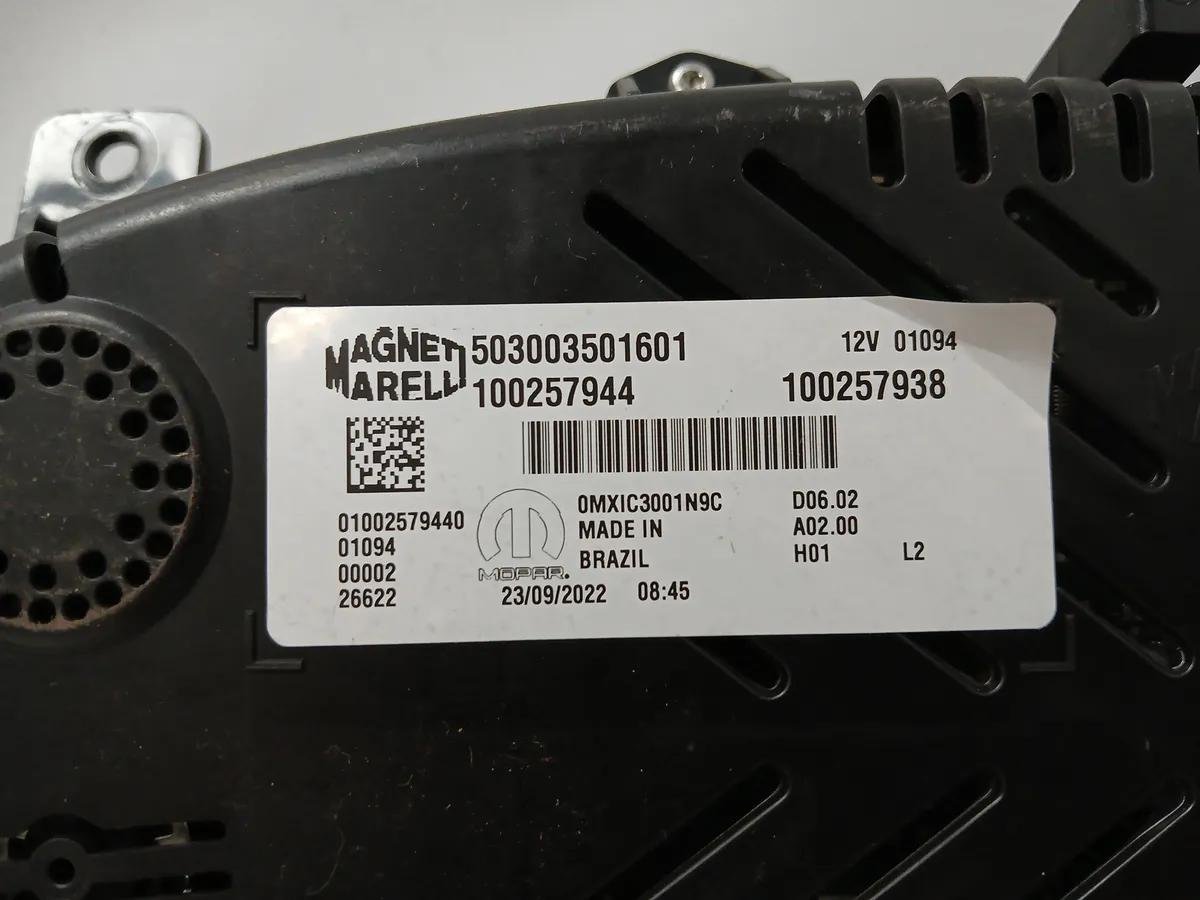 MAGNETI MARELLI
503003501601
12V 01094
100257944 100257938
01002579440
01094
00002
26622
MOPAR.
0MXIC3001N9C
MADE IN
BRAZIL
D06.02
A02.00
H01 L2
23/09/2022 08:45